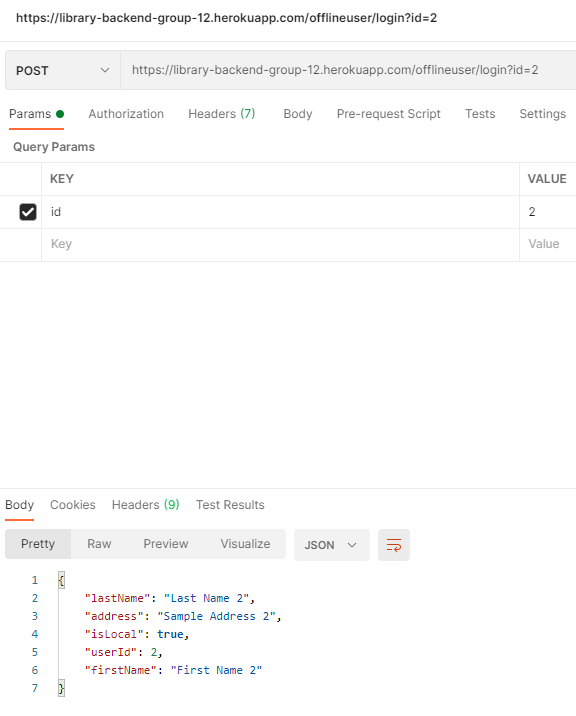 https://library-backend-group-12.herokuapp.com/offlineuser/login?id=2
POST https://library-backend-group-12.herokuapp.com/offlineuser/login?id=2
Params Authorization Headers (7) Body Pre-request Script Tests Settings
Query Params
KEY VALUE
id 2
Key Value
Body Cookies Headers (9) Test Results
Pretty Raw Preview Visualize JSON
1 {
2 "lastName": "Last Name 2",
3 "address": "Sample Address 2",
4 "isLocal": true,
5 "userId": 2,
6 "firstName": "First Name 2"
7 }